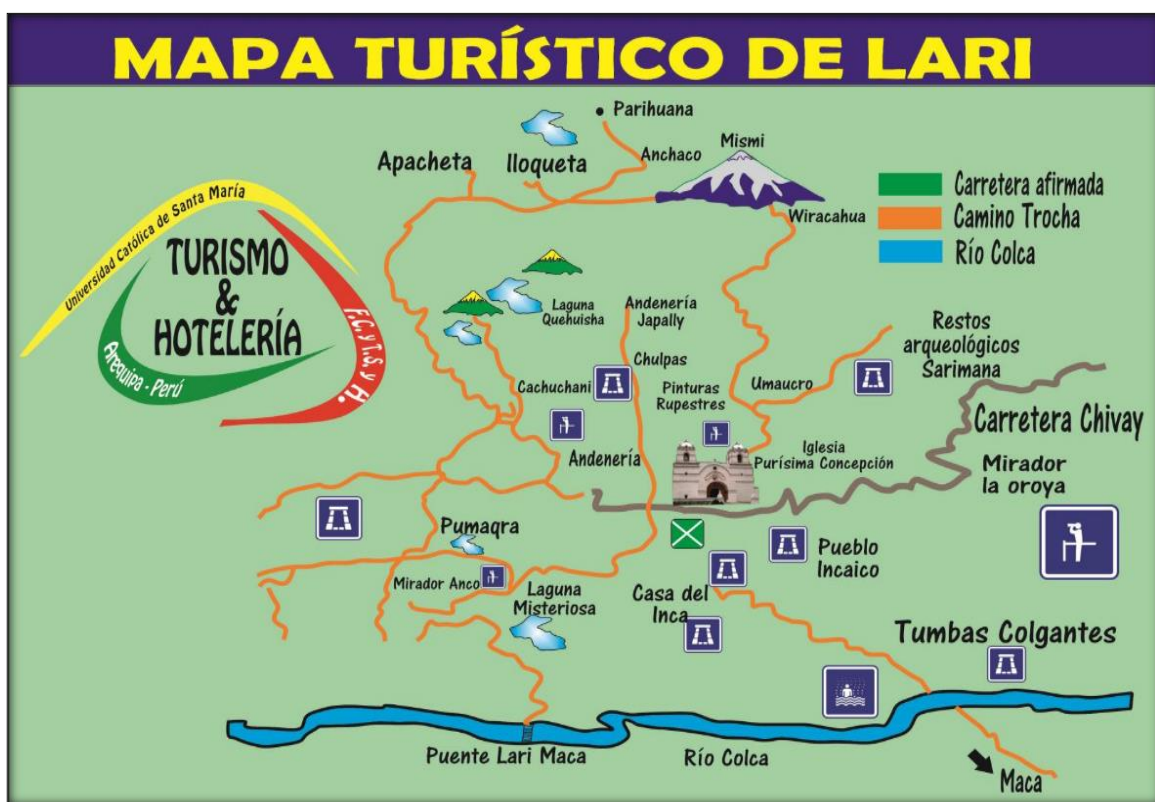 MAPA TURÍSTICO DE LARI
Parihuana
Mismi
Anchaco
Apacheta
Iloqueta
Wiracahua
Carretera afirmada
Camino Trocha
Río Colca
Universidad Católica de Santa María
TURISMO
&
HOTELERÍA
Arequipa - Perú
F.C. y T.S. y H.
Laguna
Quehuisha
Andenería
Japally
Chulpas
Cachuchani
Pinturas
Rupestres
Umaucro
Restos
arqueológicos
Sarimana
Carretera Chivay
Andenería
Iglesia
Purísima Concepción
Mirador
la oroya
Pumaqra
Mirador Anco
Laguna
Misteriosa
Casa del
Inca
Pueblo
Incaico
Tumbas Colgantes
Puente Lari Maca
Río Colca
Maca